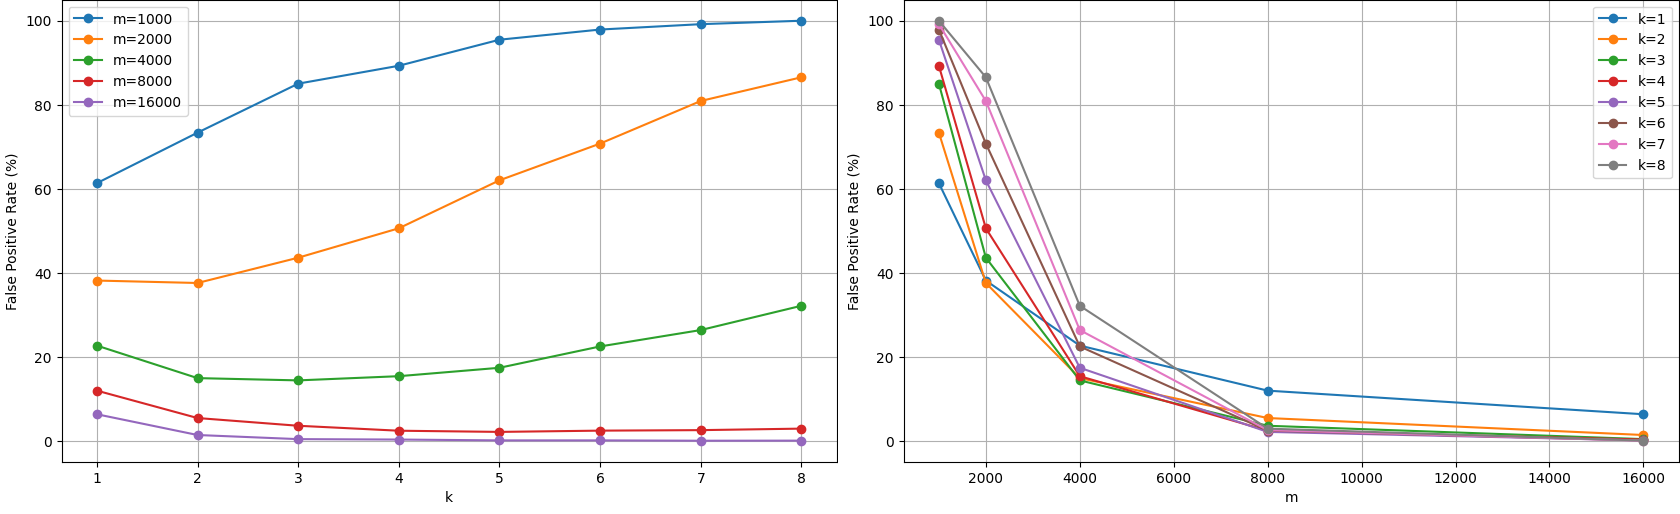 100
80
60
40
20
0
False Positive Rate (%)
m=1000
m=2000
m=4000
m=8000
m=16000
1 2 3 4 5 6 7 8
k
100
80
60
40
20
0
False Positive Rate (%)
k=1
k=2
k=3
k=4
k=5
k=6
k=7
k=8
2000 4000 6000 8000 10000 12000 14000 16000
m